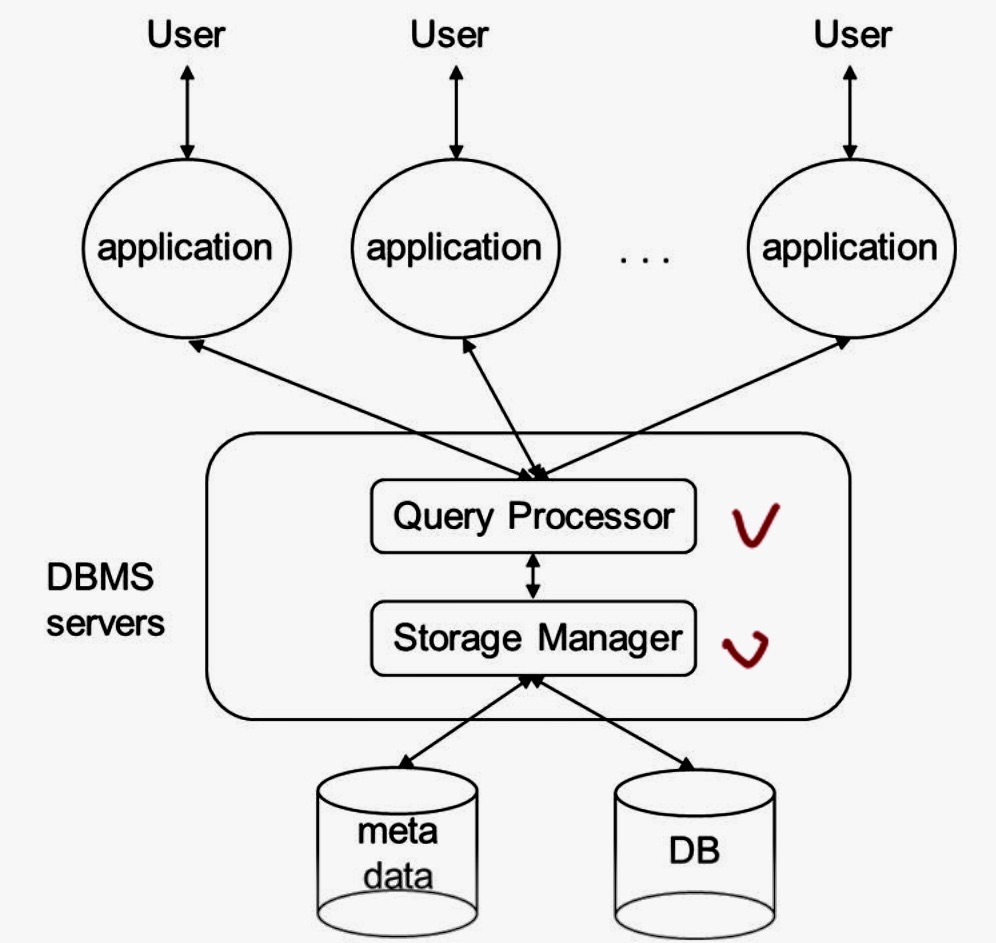 User User User
application application . . . application
Query Processor
DBMS
servers
Storage Manager
meta
data
DB